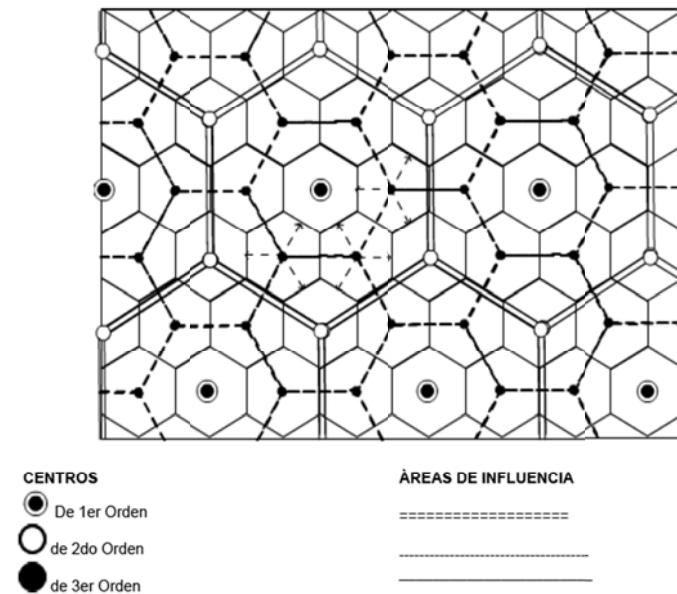 CENTROS
De 1er Orden
de 2do Orden
de 3er Orden
ÀREAS DE INFLUENCIA